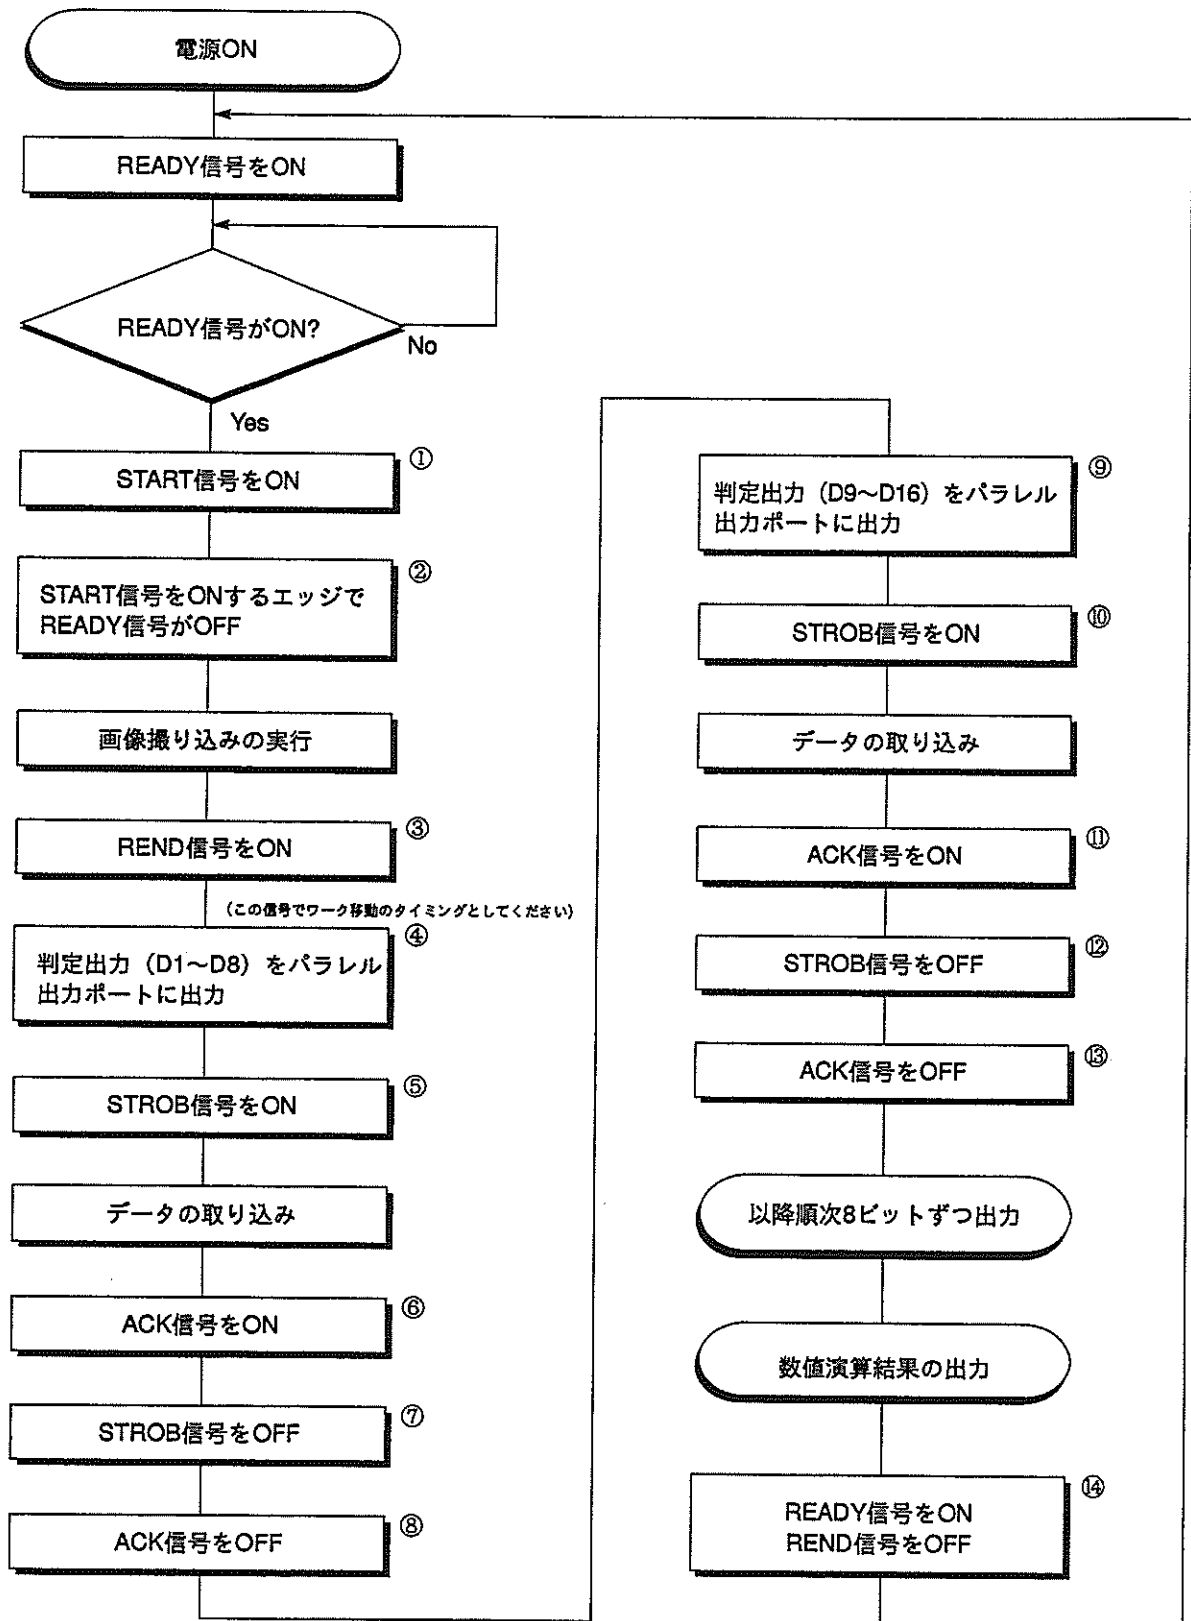 電源ON
READY信号をON
READY信号がON?
No
Yes
①
START信号をON
②
START信号をONするエッジで
READY信号がOFF
画像撮り込みの実行
③
REND信号をON
(この信号でワーク移動のタイミングとしてください)
④
判定出力(D1～D8)をパラレル
出力ポートに出力
⑤
STROB信号をON
データの取り込み
⑥
ACK信号をON
⑦
STROB信号をOFF
⑧
ACK信号をOFF
⑨
判定出力(D9～D16)をパラレル
出力ポートに出力
⑩
STROB信号をON
データの取り込み
⑪
ACK信号をON
⑫
STROB信号をOFF
⑬
ACK信号をOFF
以降順次8ビットずつ出力
数値演算結果の出力
⑭
READY信号をON
REND信号をOFF